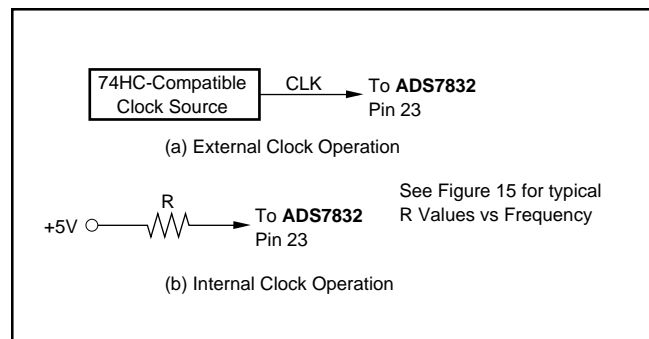 74HC-Compatible
Clock Source
CLK
To ADS7832
Pin 23
(a) External Clock Operation
R
+5V
To ADS7832
Pin 23
See Figure 15 for typical
R Values vs Frequency
(b) Internal Clock Operation